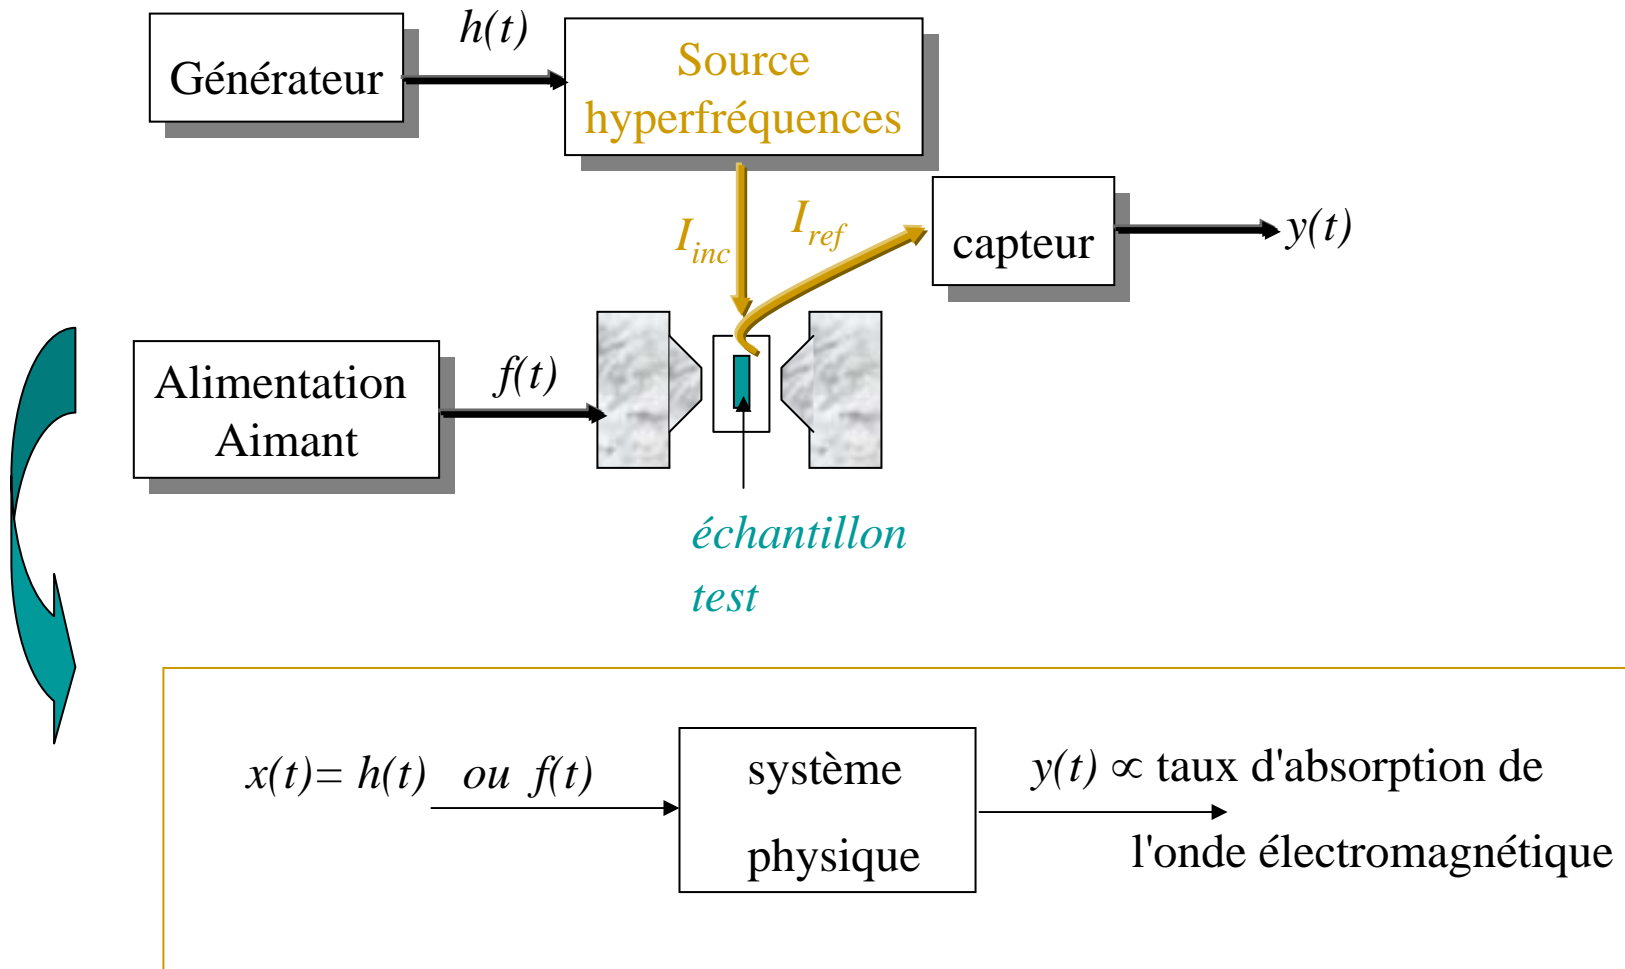 Générateur
h(t)
Source
hyperfréquences
I_inc
I_ref
capteur
y(t)
Alimentation
Aimant
f(t)
échantillon
test
x(t)= h(t) ou f(t)
système
physique
y(t) ∝ taux d'absorption de
l'onde électromagnétique